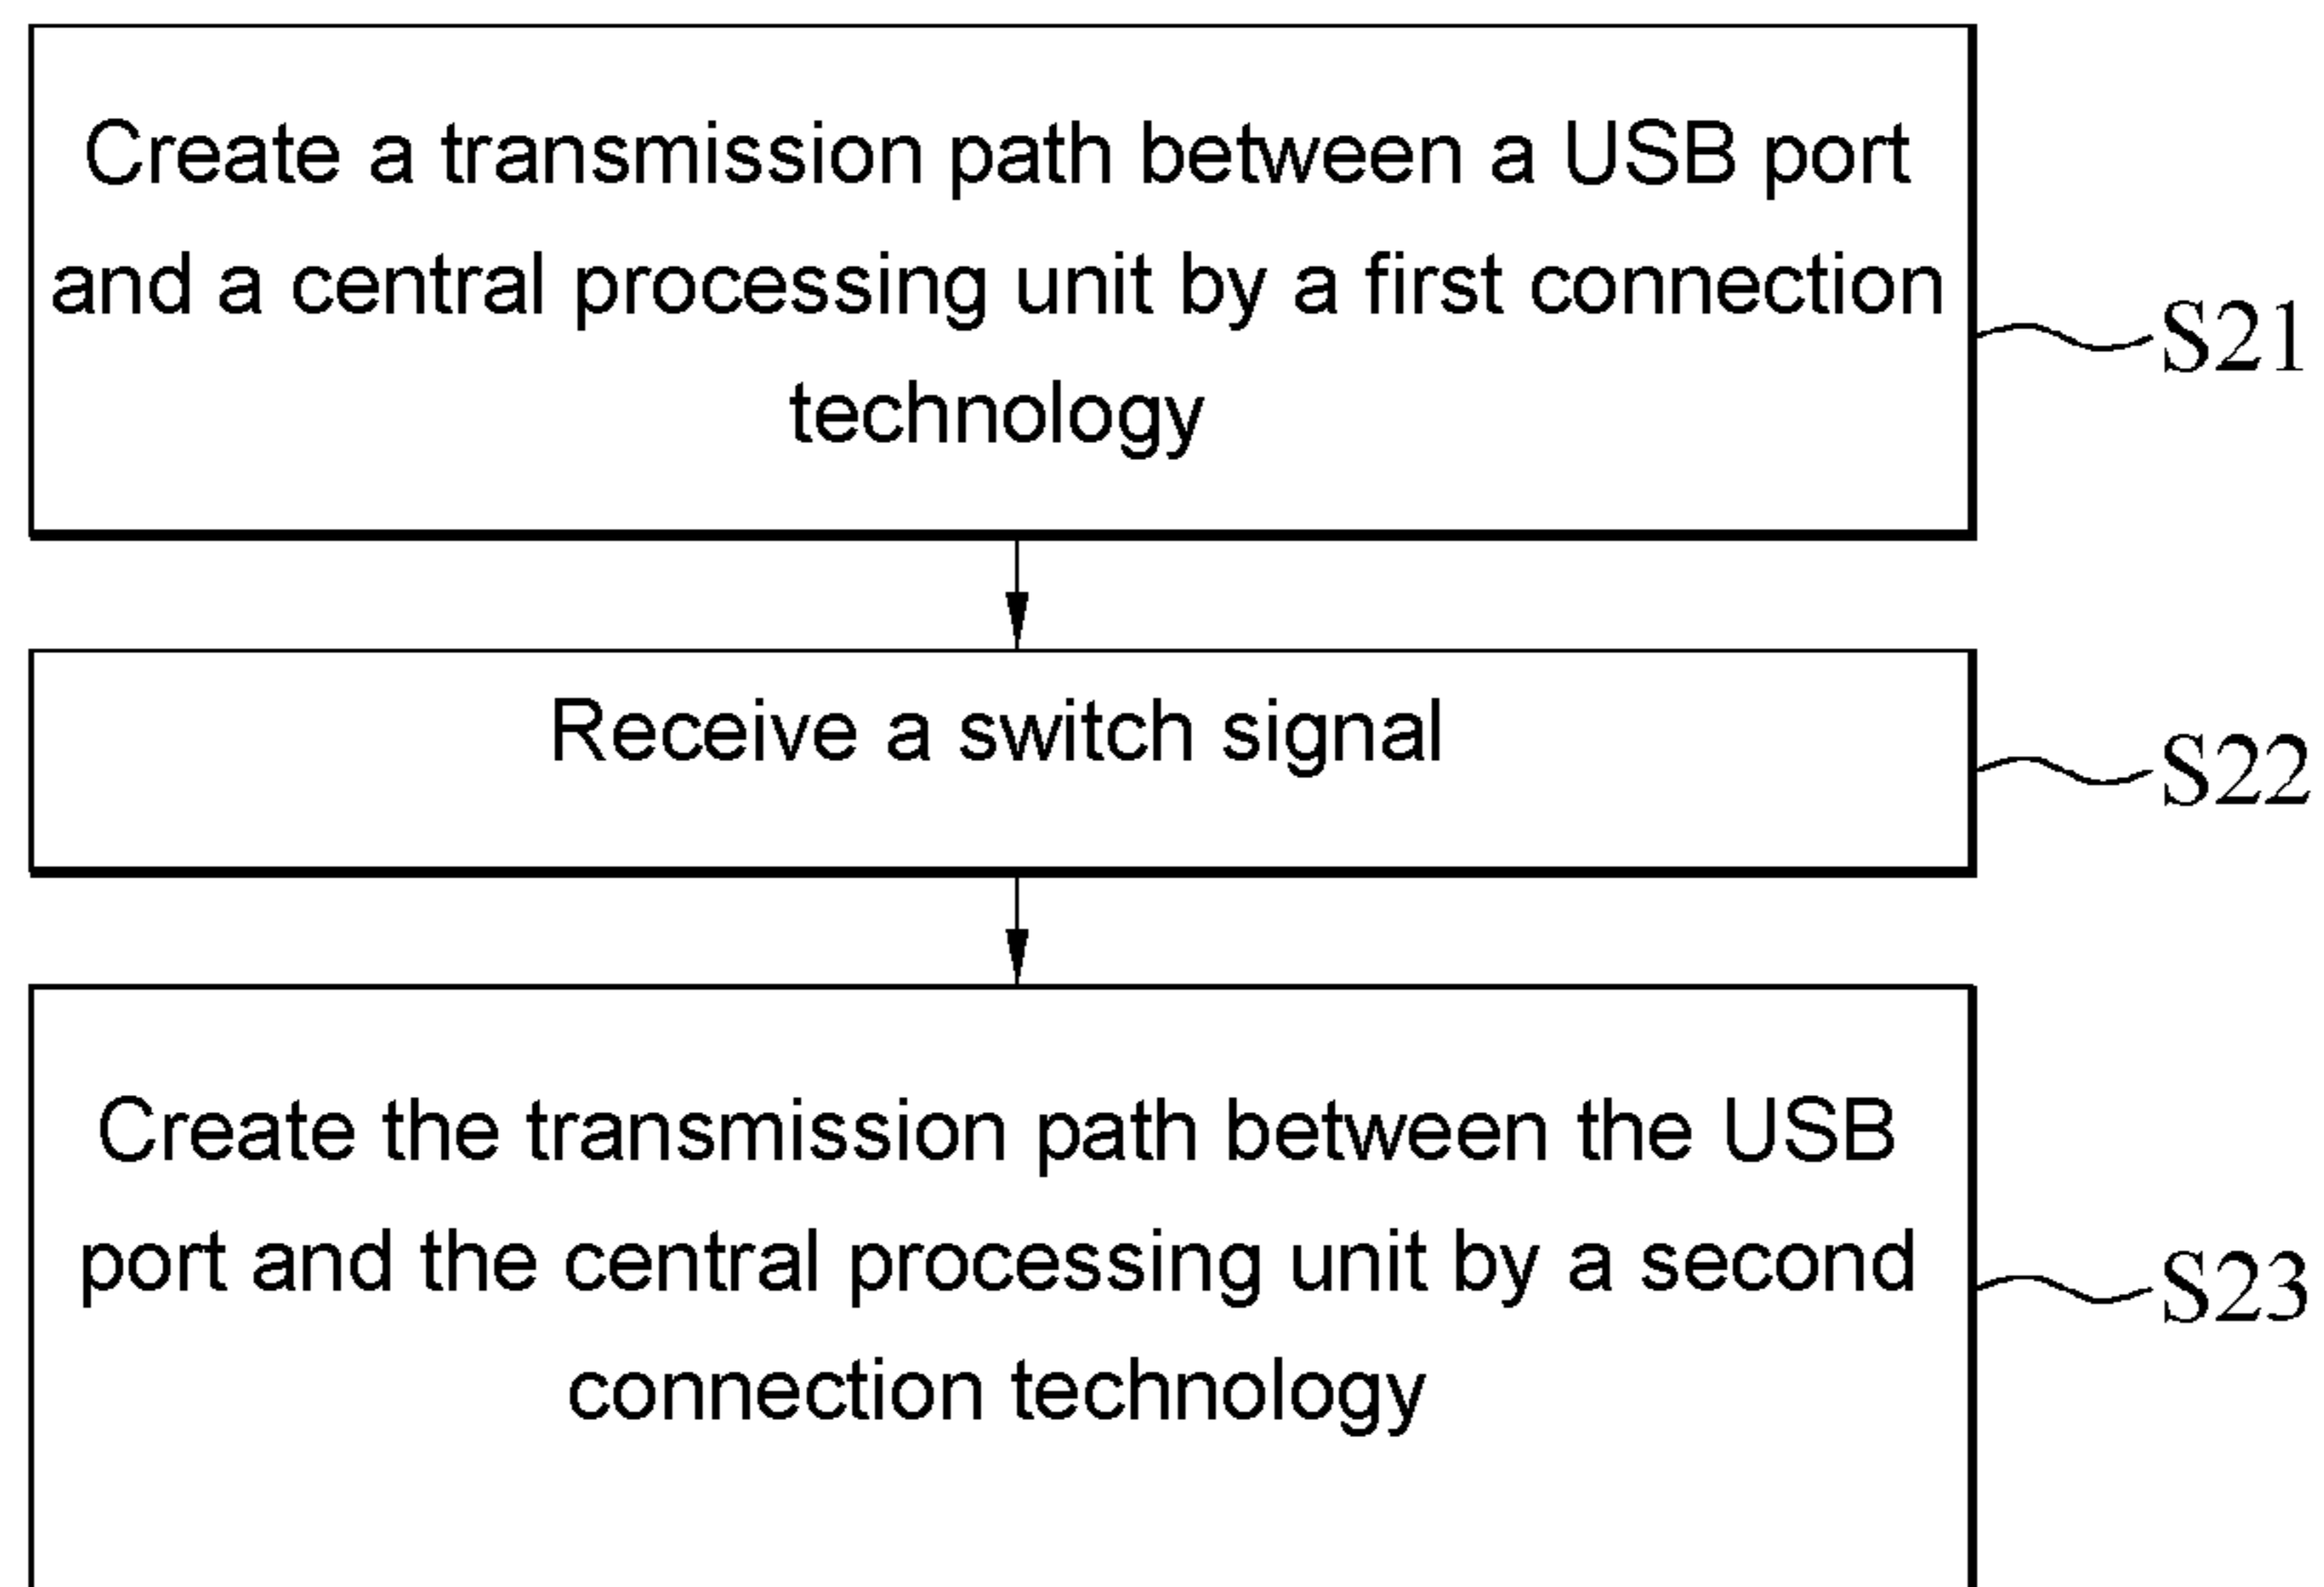 Create a transmission path between a USB port
and a central processing unit by a first connection
technology
S21
Receive a switch signal
S22
Create the transmission path between the USB
port and the central processing unit by a second
connection technology
S23